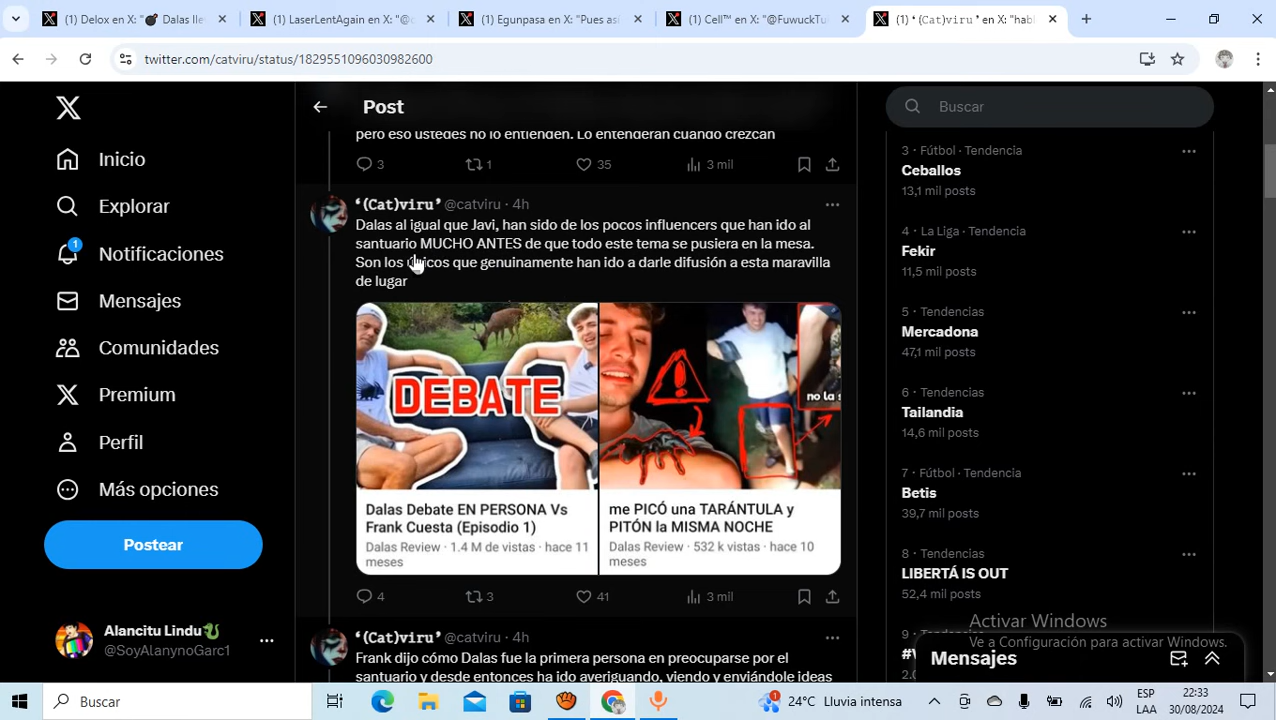 (1) Delox en X: "💣 Dalas lle
(1) LaserLentAgain en X: "@
(1) Egunpasa en X: "Pues así
(1) Cell™ en X: "@FuwuckTu
(1) ❛(Cat)viru❜ en X: "hab
twitter.com/catviru/status/1829551096030982600
Post
Buscar
Inicio
Explorar
1
Notificaciones
Mensajes
Comunidades
Premium
Perfil
Más opciones
Postear
Alancitu Lindu
@SoyAlanynoGarc1
pero eso ustedes no lo entienden. Lo entenderan cuando crezcan
3 1 35 3 mil
❛(Cat)viru❜ @catviru · 4h
Dalas al igual que Javi, han sido de los pocos influencers que han ido al
santuario MUCHO ANTES de que todo este tema se pusiera en la mesa.
Son los únicos que genuinamente han ido a darle difusión a esta maravilla
de lugar
DEBATE
no la
Dalas Debate EN PERSONA Vs
Frank Cuesta (Episodio 1)
Dalas Review · 1.4 M de vistas · hace 11
meses
me PICÓ una TARÁNTULA y
PITÓN la MISMA NOCHE
Dalas Review · 532 k vistas · hace 10
meses
4 3 41 3 mil
❛(Cat)viru❜ @catviru · 4h
Frank dijo cómo Dalas fue la primera persona en preocuparse por el
santuario y desde entonces ha ido averiguando, viendo y enviándole ideas
3 · Fútbol · Tendencia
Ceballos
13,1 mil posts
4 · La Liga · Tendencia
Fekir
11,5 mil posts
5 · Tendencias
Mercadona
47,1 mil posts
6 · Tendencias
Tailandia
14,6 mil posts
7 · Fútbol · Tendencia
Betis
39,7 mil posts
8 · Tendencias
LIBERTÁ IS OUT
52,4 mil posts
9 · Tendencias
Activar Windows
Ve a Configuración para activar Windows.
Mensajes
Buscar
1
24°C Lluvia intensa
ESP
LAA
22:33
30/08/2024